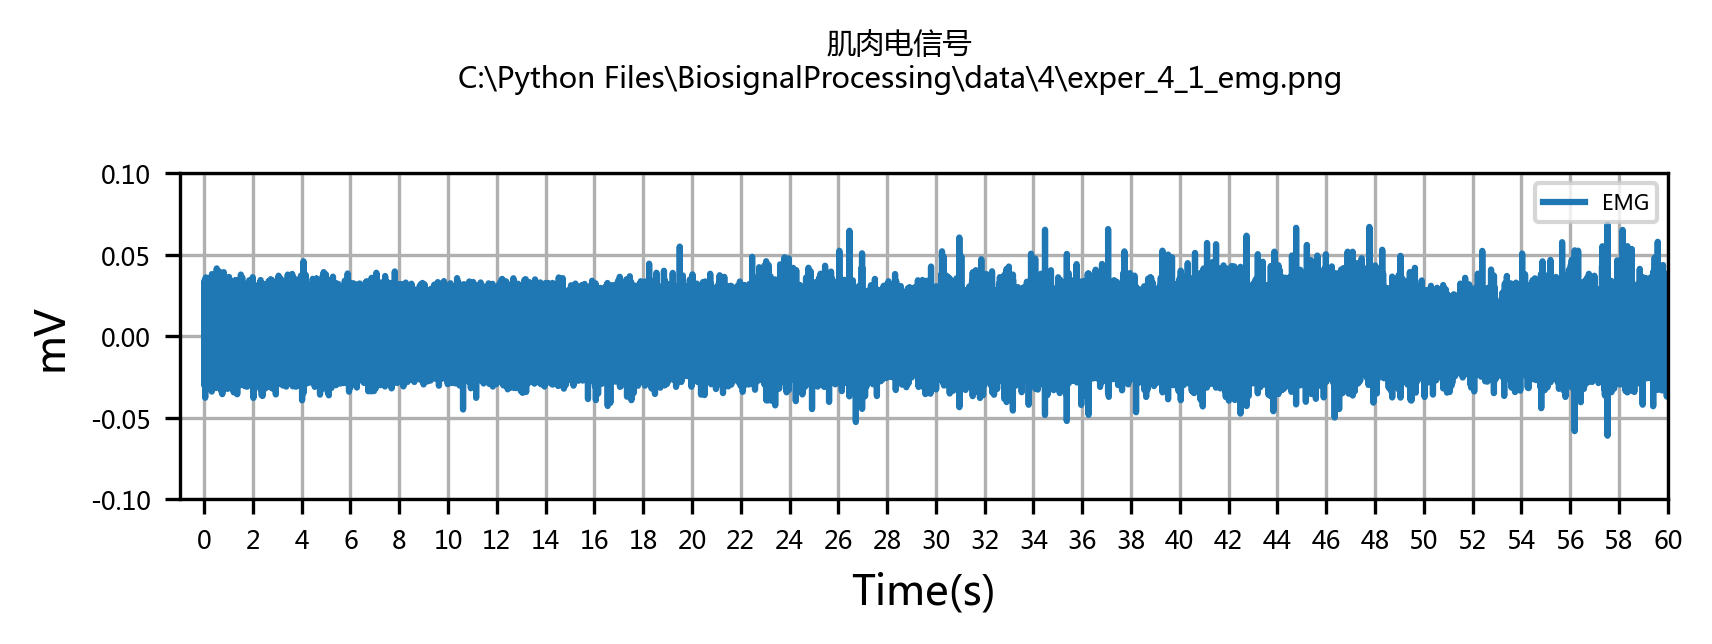 肌肉电信号
C:\Python Files\BiosignalProcessing\data\4\exper_4_1_emg.png
0.10
0.05
0.00
-0.05
-0.10
mV
EMG
0 2 4 6 8 10 12 14 16 18 20 22 24 26 28 30 32 34 36 38 40 42 44 46 48 50 52 54 56 58 60
Time(s)